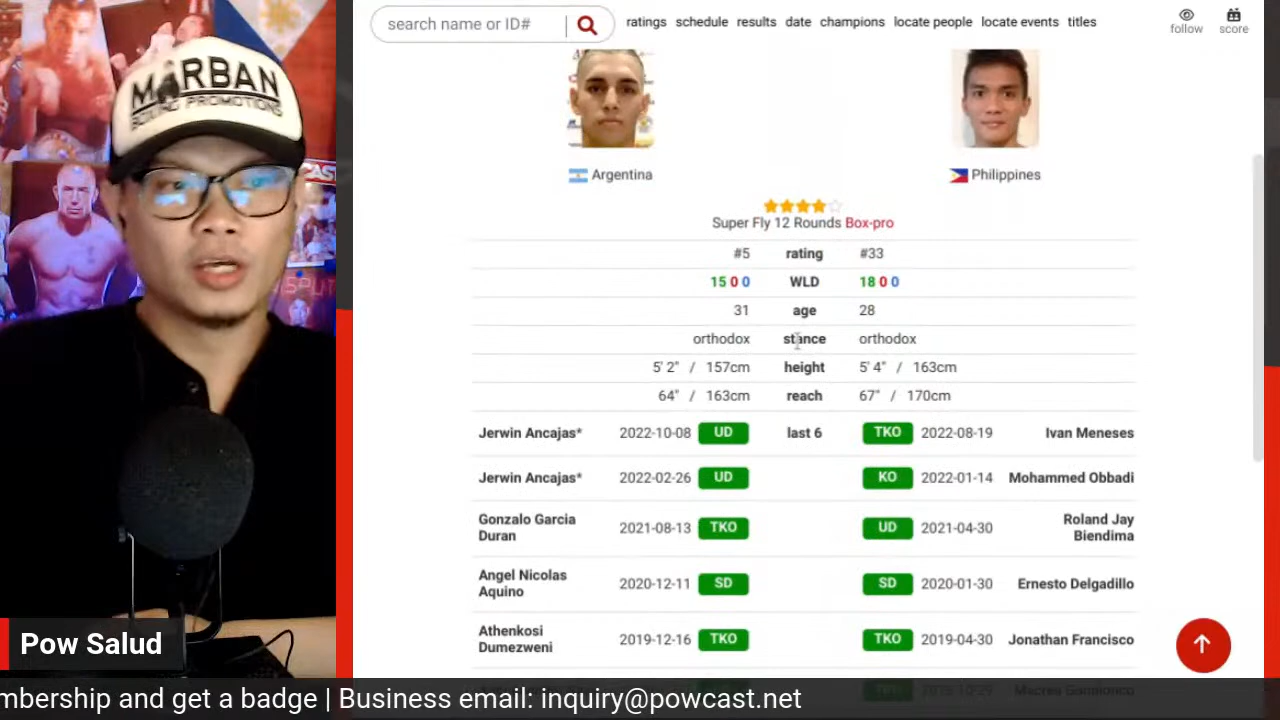 MARBAN
BOXING PROMOTIONS
search name or ID#
ratings schedule results date champions locate people locate events titles
follow
score
Argentina
Philippines
Super Fly 12 Rounds Box-pro
#5 rating #33
15 0 0 WLD 18 0 0
31 age 28
orthodox stance orthodox
5' 2" / 157cm height 5' 4" / 163cm
64" / 163cm reach 67" / 170cm
Jerwin Ancajas* 2022-10-08 UD last 6 TKO 2022-08-19 Ivan Meneses
Jerwin Ancajas* 2022-02-26 UD KO 2022-01-14 Mohammed Obbadi
Gonzalo Garcia Duran 2021-08-13 TKO UD 2021-04-30 Roland Jay Biendima
Angel Nicolas Aquino 2020-12-11 SD SD 2020-01-30 Ernesto Delgadillo
Athenkosi Dumezweni 2019-12-16 TKO TKO 2019-04-30 Jonathan Francisco
Pow Salud
mbership and get a badge | Business email: inquiry@powcast.net